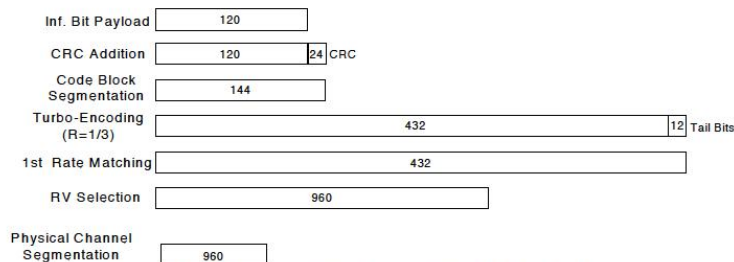 Inf. Bit Payload 120
CRC Addition 120 24 CRC
Code Block
Segmentation 144
Turbo-Encoding
(R=1/3) 432 12 Tail Bits
1st Rate Matching 432
RV Selection 960
Physical Channel
Segmentation 960